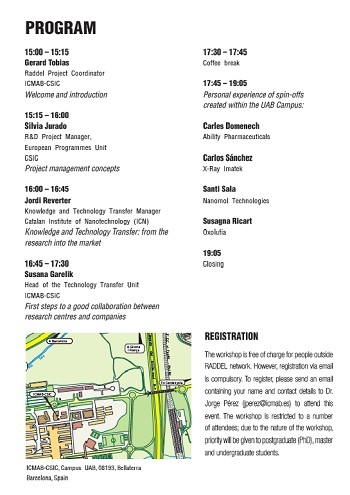 PROGRAM
15:00 – 15:15
Gerard Tobias
Raddel Project Coordinator
ICMAB-CSIC
Welcome and introduction
15:15 – 16:00
Silvia Jurado
R&D Project Manager,
European Programmes Unit
CSIC
Project management concepts
16:00 – 16:45
Jordi Reverter
Knowledge and Technology Transfer Manager
Catalan Institute of Nanotechnology (ICN)
Knowledge and Technology Transfer: from the
research into the market
16:45 – 17:30
Susana Garelik
Head of the Technology Transfer Unit
ICMAB-CSIC
First steps to a good collaboration between
research centres and companies
17:30 – 17:45
Coffee break
17:45 – 19:05
Personal experience of spin-offs
created within the UAB Campus:
Carles Domenech
Ability Pharmaceuticals
Carlos Sánchez
X-Ray Imatek
Santi Sala
Nanomol Technologies
Susagna Ricart
Oxolutia
19:05
Closing
ICMAB-CSIC
ICMAB-CSIC, Campus UAB, 08193, Bellaterra
Barcelona, Spain
REGISTRATION
The workshop is free of charge for people outside
RADDEL network. However, registration via email
is compulsory. To register, please send an email
containing your name and contact details to Dr.
Jorge Pérez (jperez@icmab.es) to attend this
event. The workshop is restricted to a number
of attendees; due to the nature of the workshop,
priority will be given to postgraduate (PhD), master
and undergraduate students.